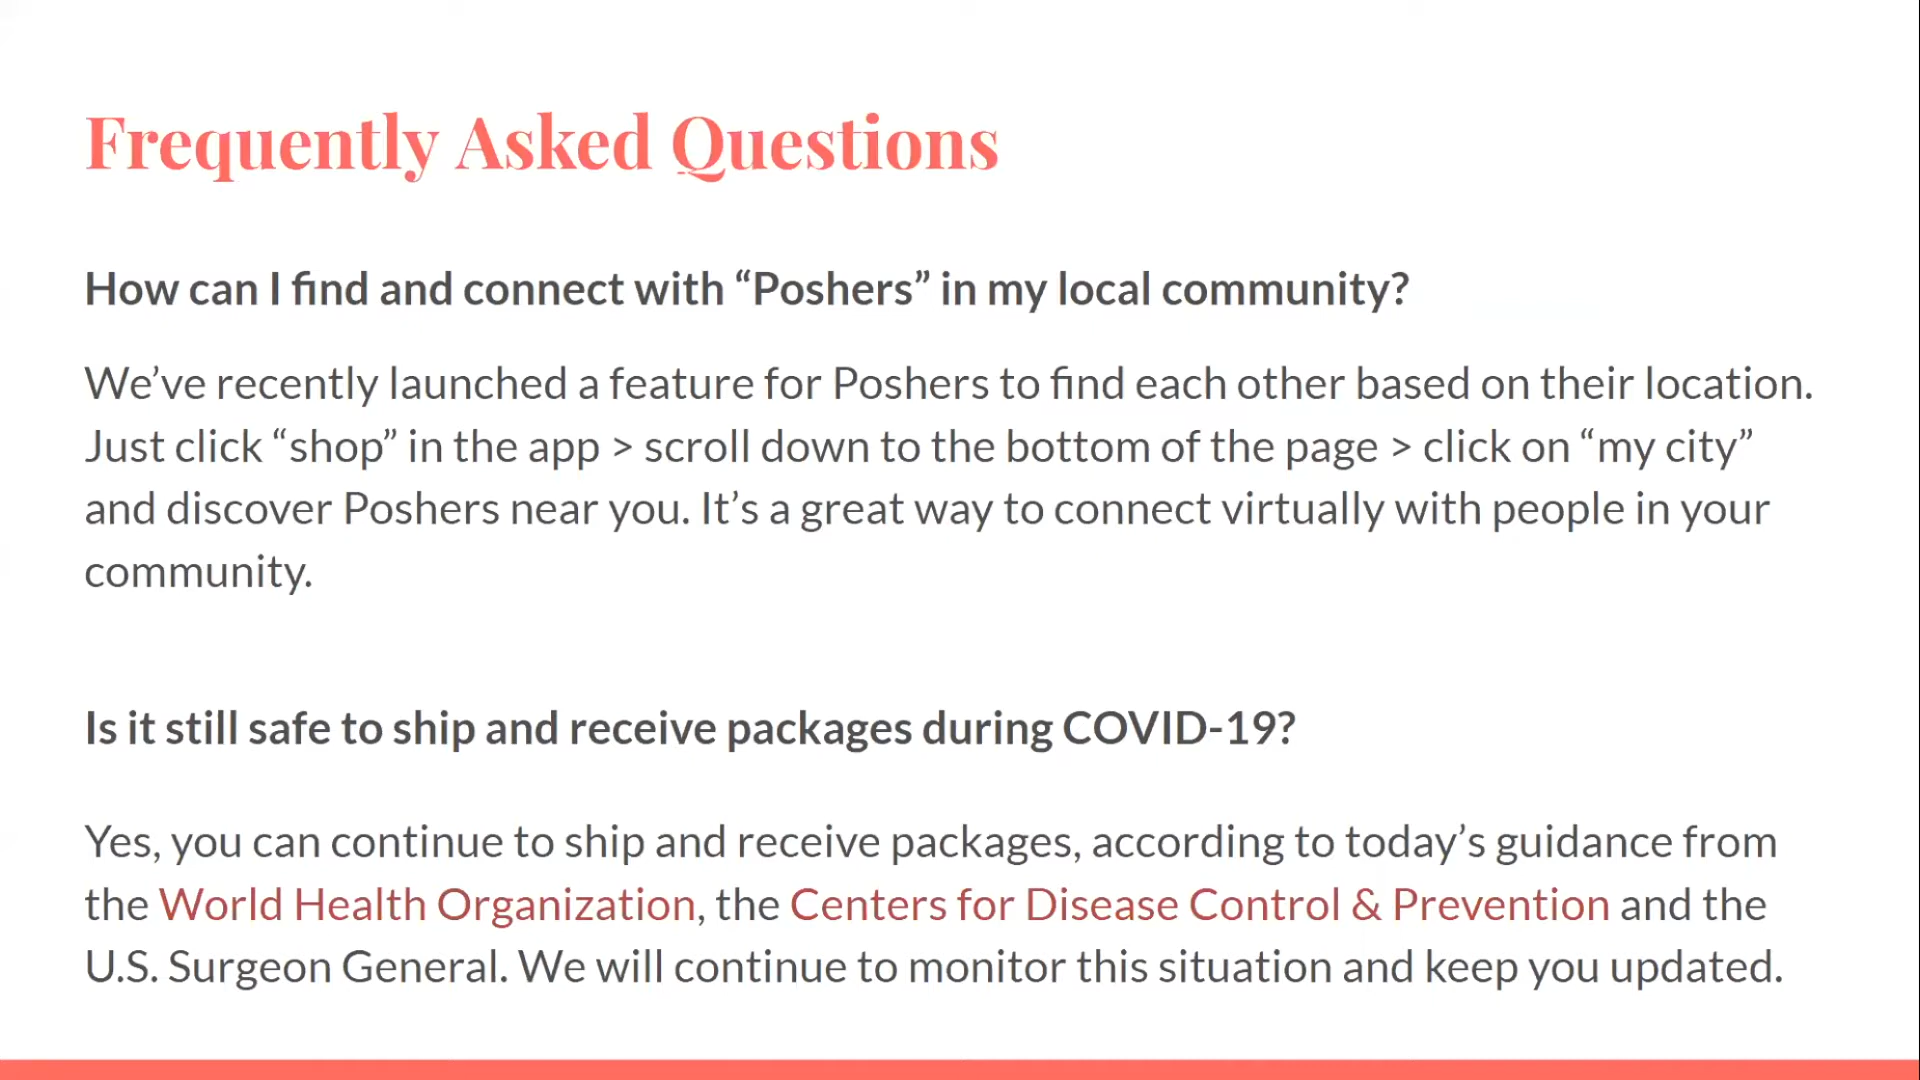 Frequently Asked Questions
How can I find and connect with “Poshers” in my local community?
We’ve recently launched a feature for Poshers to find each other based on their location.
Just click “shop” in the app > scroll down to the bottom of the page > click on “my city”
and discover Poshers near you. It’s a great way to connect virtually with people in your
community.
Is it still safe to ship and receive packages during COVID-19?
Yes, you can continue to ship and receive packages, according to today’s guidance from
the World Health Organization, the Centers for Disease Control & Prevention and the
U.S. Surgeon General. We will continue to monitor this situation and keep you updated.